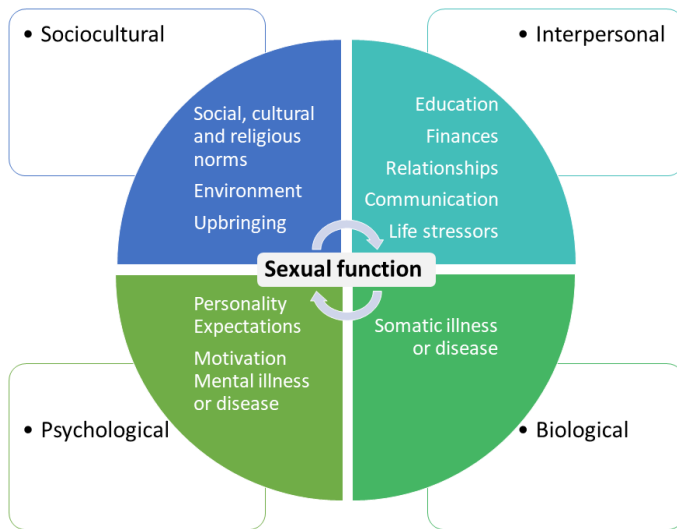 • Sociocultural
• Interpersonal
Social, cultural
and religious
norms
Environment
Upbringing
Education
Finances
Relationships
Communication
Life stressors
Sexual function
Personality
Expectations
Motivation
Mental illness
or disease
Somatic illness
or disease
• Psychological
• Biological